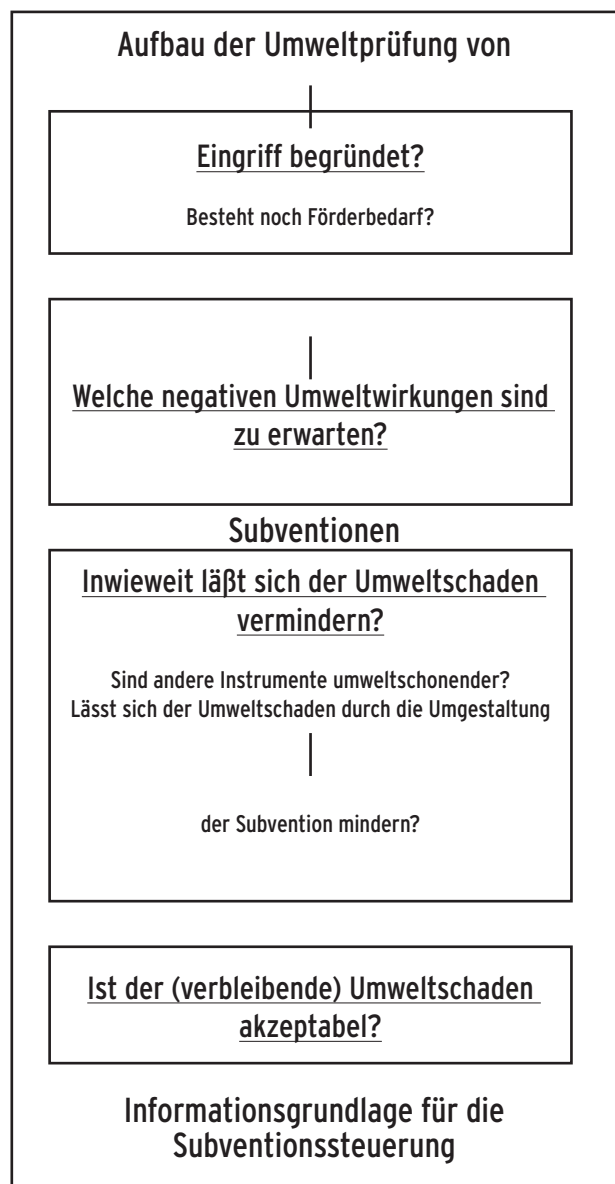 Aufbau der Umweltprüfung von
Eingriff begründet?
Besteht noch Förderbedarf?
Welche negativen Umweltwirkungen sind
zu erwarten?
Subventionen
Inwieweit läßt sich der Umweltschaden
vermindern?
Sind andere Instrumente umweltschonender?
Lässt sich der Umweltschaden durch die Umgestaltung
der Subvention mindern?
Ist der (verbleibende) Umweltschaden
akzeptabel?
Informationsgrundlage für die
Subventionssteuerung